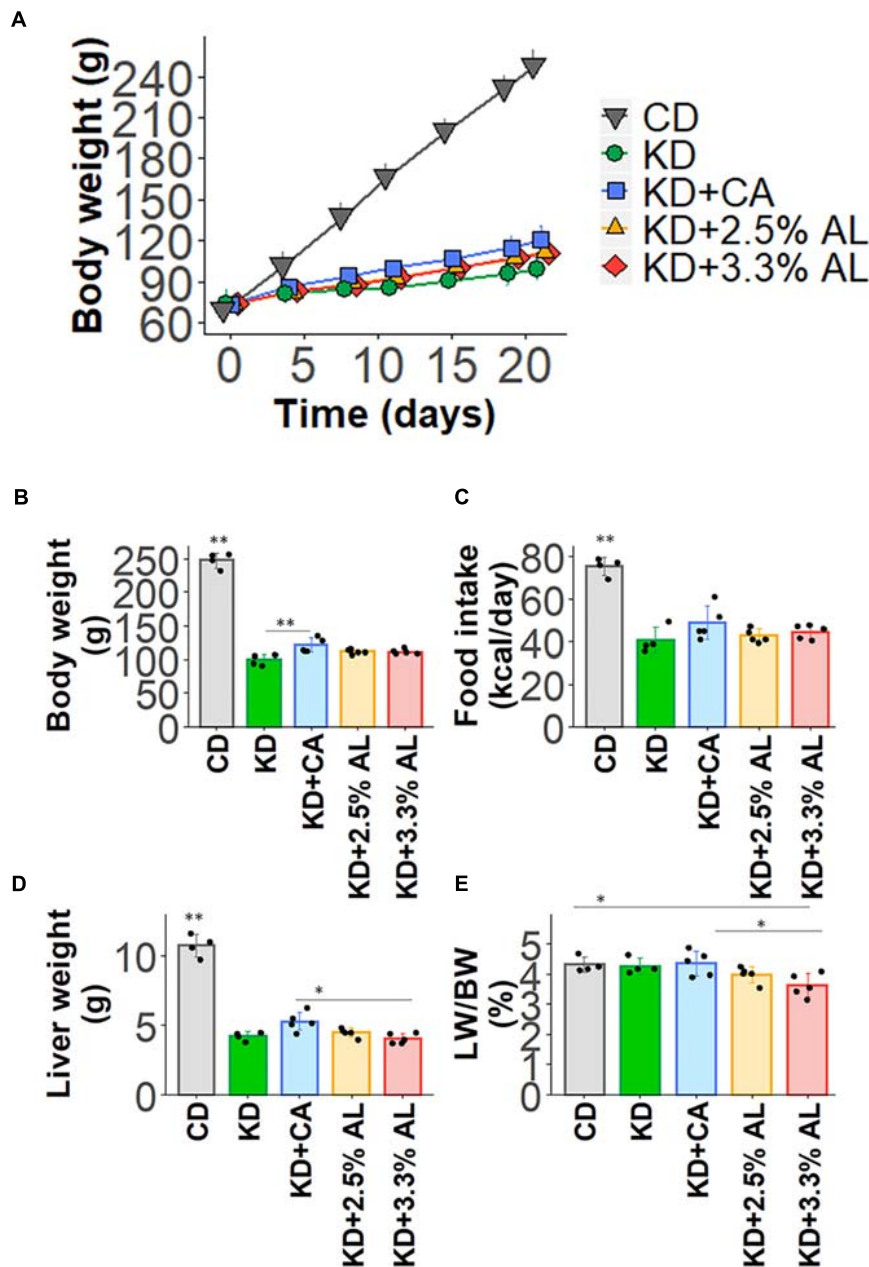 A
Body weight (g)
240
210
180
150
120
90
60
0 5 10 15 20
Time (days)
CD
KD
KD+CA
KD+2.5% AL
KD+3.3% AL
B
Body weight
(g)
250
200
150
100
50
0
**
**
CD
KD
KD+CA
KD+2.5% AL
KD+3.3% AL
C
Food intake
(kcal/day)
80
60
40
20
0
**
CD
KD
KD+CA
KD+2.5% AL
KD+3.3% AL
D
Liver weight
(g)
10
5
0
**
*
CD
KD
KD+CA
KD+2.5% AL
KD+3.3% AL
E
LW/BW
(%)
5
4
3
2
1
0
*
*
CD
KD
KD+CA
KD+2.5% AL
KD+3.3% AL